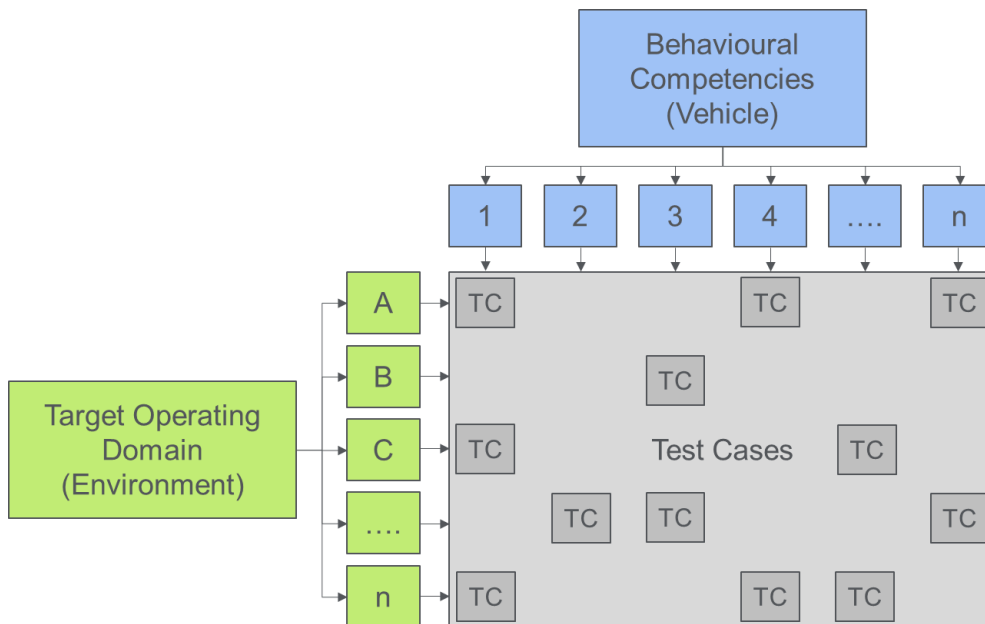 Behavioural
Competencies
(Vehicle)
1 2 3 4 .... n
A TC TC TC
B TC
Target Operating
Domain
(Environment)
C TC Test Cases TC
.... TC TC TC
n TC TC TC